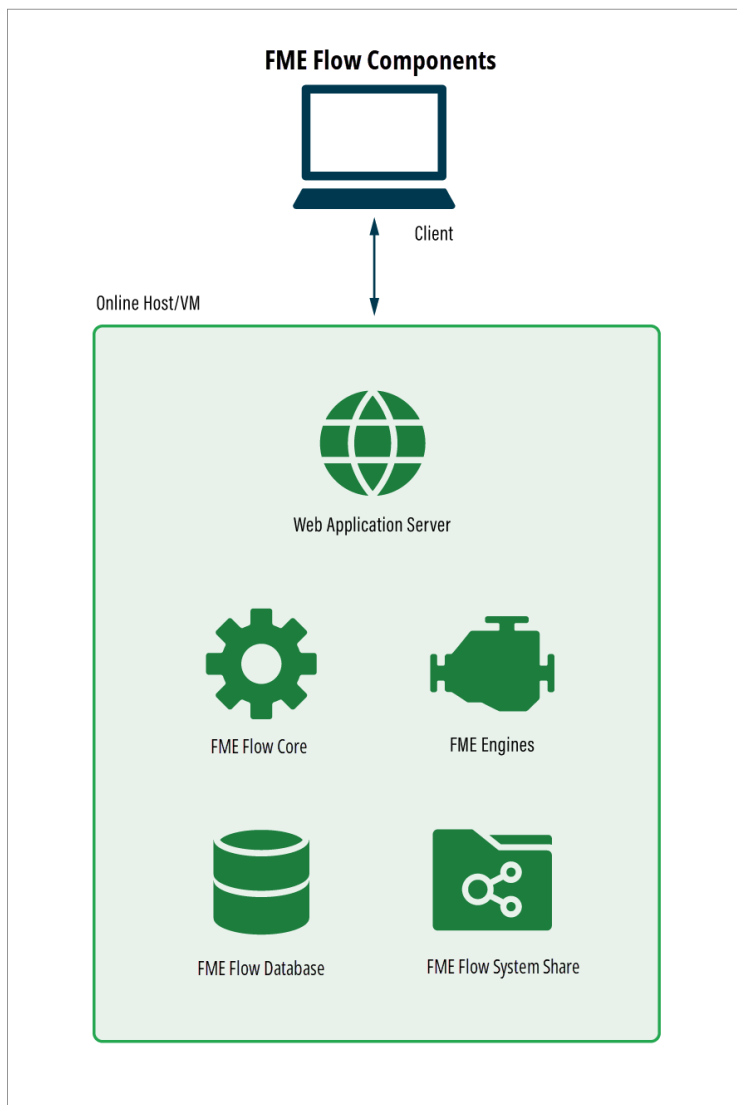 FME Flow Components
Client
Online Host/VM
Web Application Server
FME Flow Core
FME Engines
FME Flow Database
FME Flow System Share